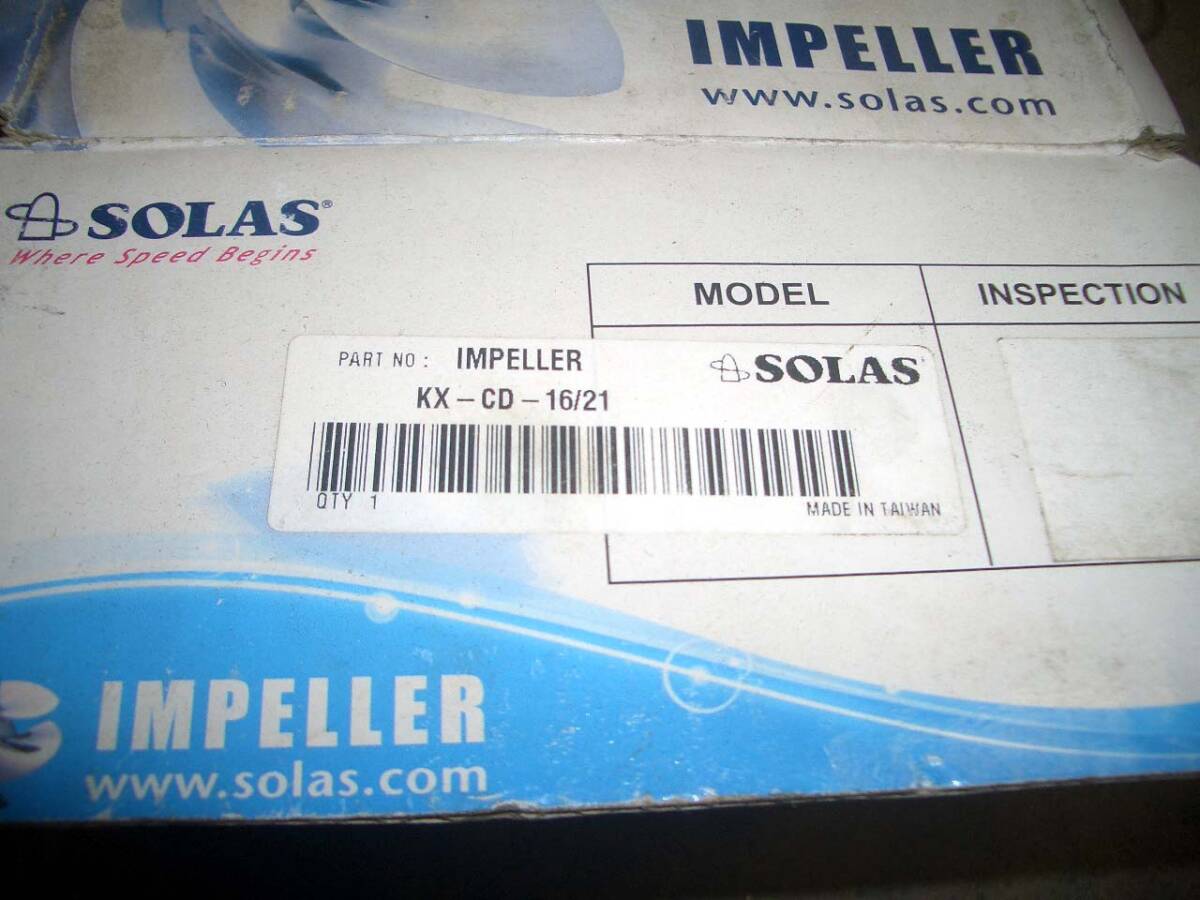 IMPELLER
www.solas.com
SOLAS®
Where Speed Begins
MODEL
INSPECTION
PART NO : IMPELLER
KX – CD – 16/21
SOLAS
QTY 1
MADE IN TAIWAN
IMPELLER
www.solas.com